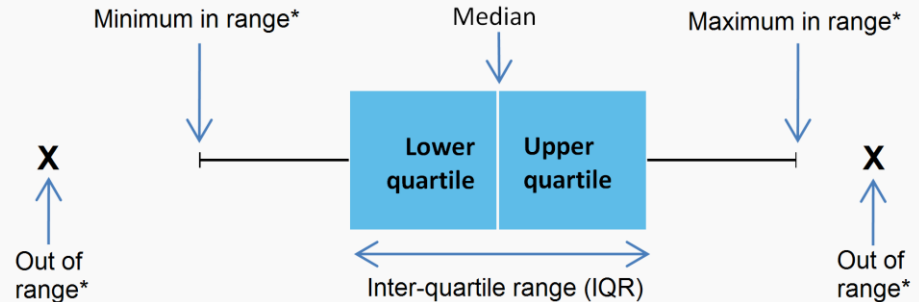 Minimum in range*
Median
Maximum in range*
X
Lower
quartile
Upper
quartile
X
Out of
range*
Inter-quartile range (IQR)
Out of
range*